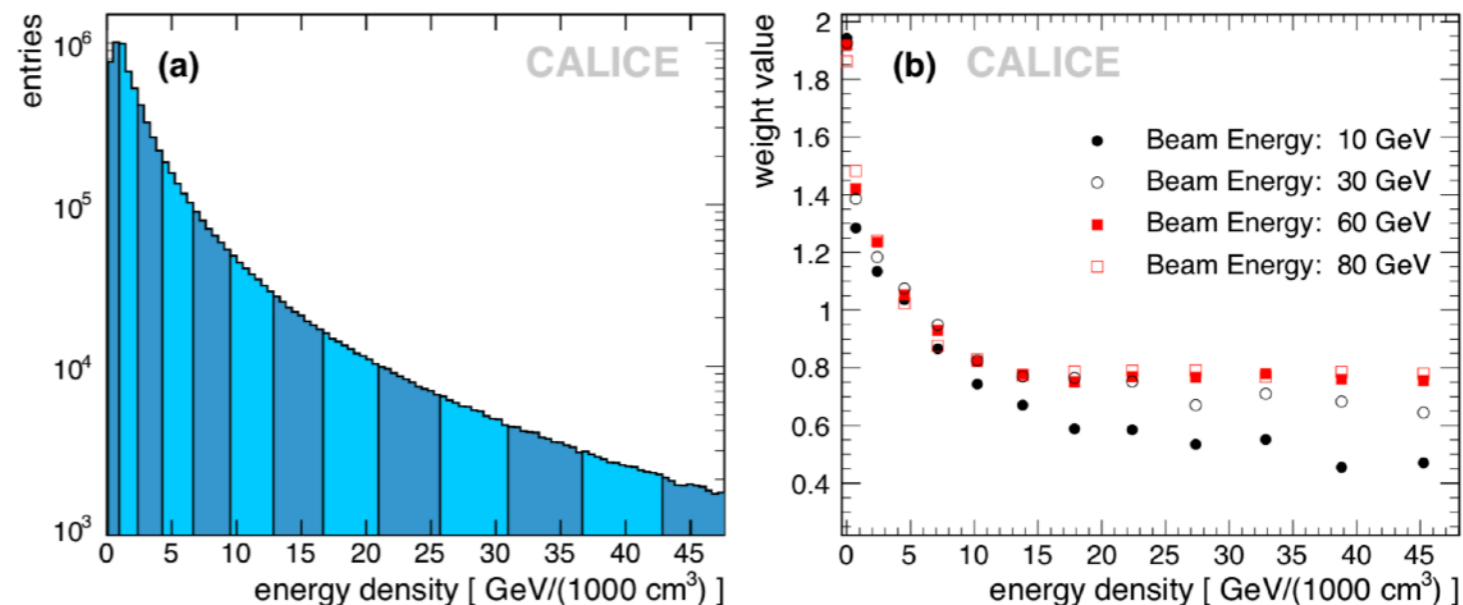 (a)
CALICE
entries
10^6
10^5
10^4
10^3
0 5 10 15 20 25 30 35 40 45
energy density [ GeV/(1000 cm^3) ]
(b)
CALICE
weight value
2
1.8
1.6
1.4
1.2
1
0.8
0.6
0.4
Beam Energy: 10 GeV
Beam Energy: 30 GeV
Beam Energy: 60 GeV
Beam Energy: 80 GeV
0 5 10 15 20 25 30 35 40 45
energy density [ GeV/(1000 cm^3) ]